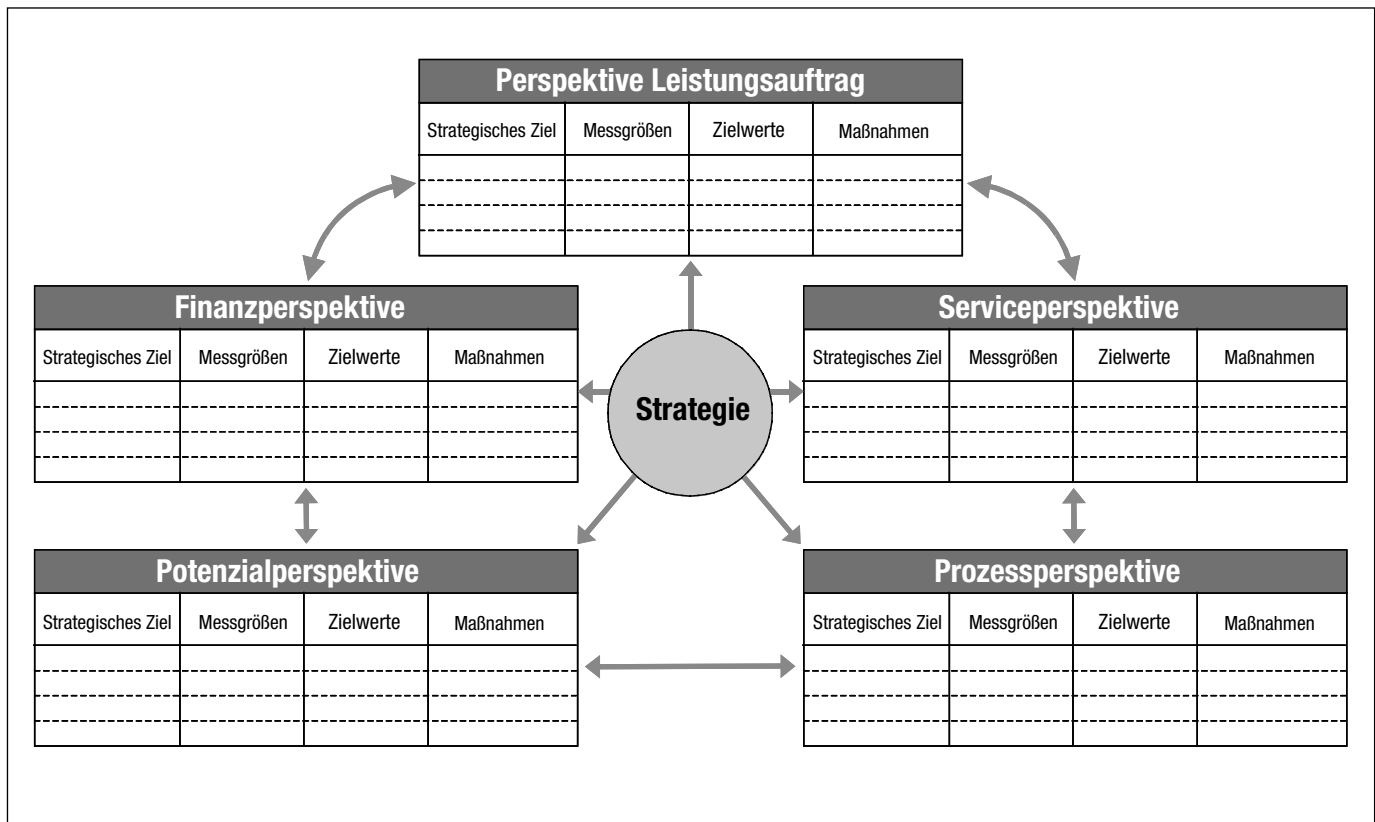 Perspektive Leistungsauftrag
Strategisches Ziel Messgrößen Zielwerte Maßnahmen
Finanzperspektive
Strategisches Ziel Messgrößen Zielwerte Maßnahmen
Serviceperspektive
Strategisches Ziel Messgrößen Zielwerte Maßnahmen
Strategie
Potenzialperspektive
Strategisches Ziel Messgrößen Zielwerte Maßnahmen
Prozessperspektive
Strategisches Ziel Messgrößen Zielwerte Maßnahmen